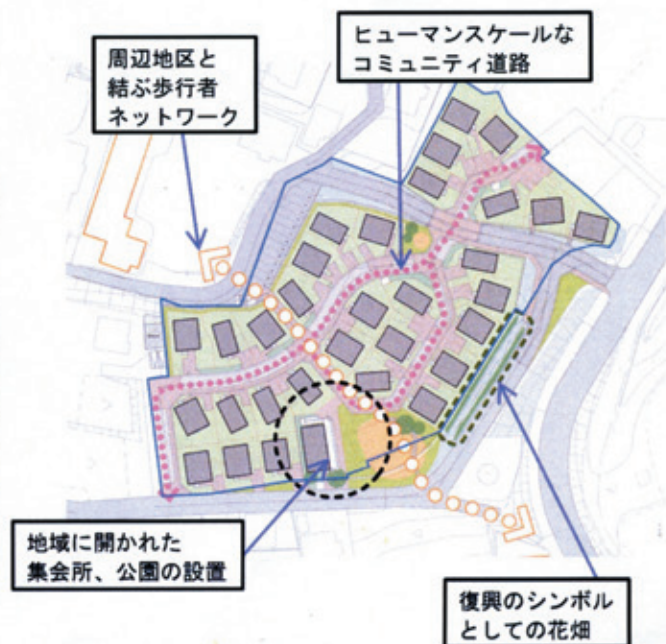 周辺地区と
結ぶ歩行者
ネットワーク
ヒューマンスケールな
コミュニティ道路
地域に開かれた
集会所、公園の設置
復興のシンボル
としての花畑